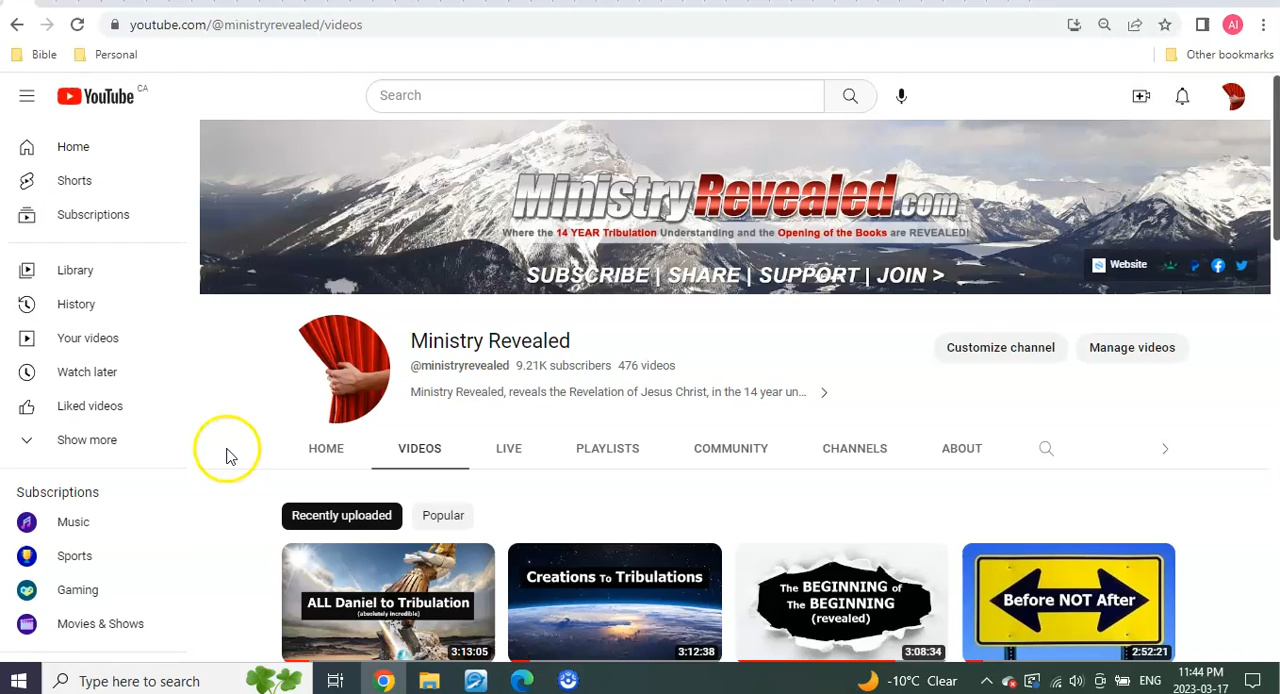 youtube.com/@ministryrevealed/videos
AI
Bible
Personal
Other bookmarks
YouTube CA
Search
MinistryRevealed.com
Where the 14 YEAR Tribulation Understanding and the Opening of the Books are REVEALED!
SUBSCRIBE | SHARE | SUPPORT | JOIN >
Website
Home
Shorts
Subscriptions
Library
History
Your videos
Watch later
Liked videos
Show more
Subscriptions
Music
Sports
Gaming
Movies & Shows
Ministry Revealed
@ministryrevealed 9.21K subscribers 476 videos
Ministry Revealed, reveals the Revelation of Jesus Christ, in the 14 year un...
Customize channel
Manage videos
HOME
VIDEOS
LIVE
PLAYLISTS
COMMUNITY
CHANNELS
ABOUT
Recently uploaded
Popular
ALL Daniel to Tribulation
(absolutely incredible)
3:13:05
Creations To Tribulations
3:12:38
The BEGINNING of
The BEGINNING
(revealed)
3:08:34
Before NOT After
2:52:21
Type here to search
-10°C Clear
ENG
11:44 PM
2023-03-17